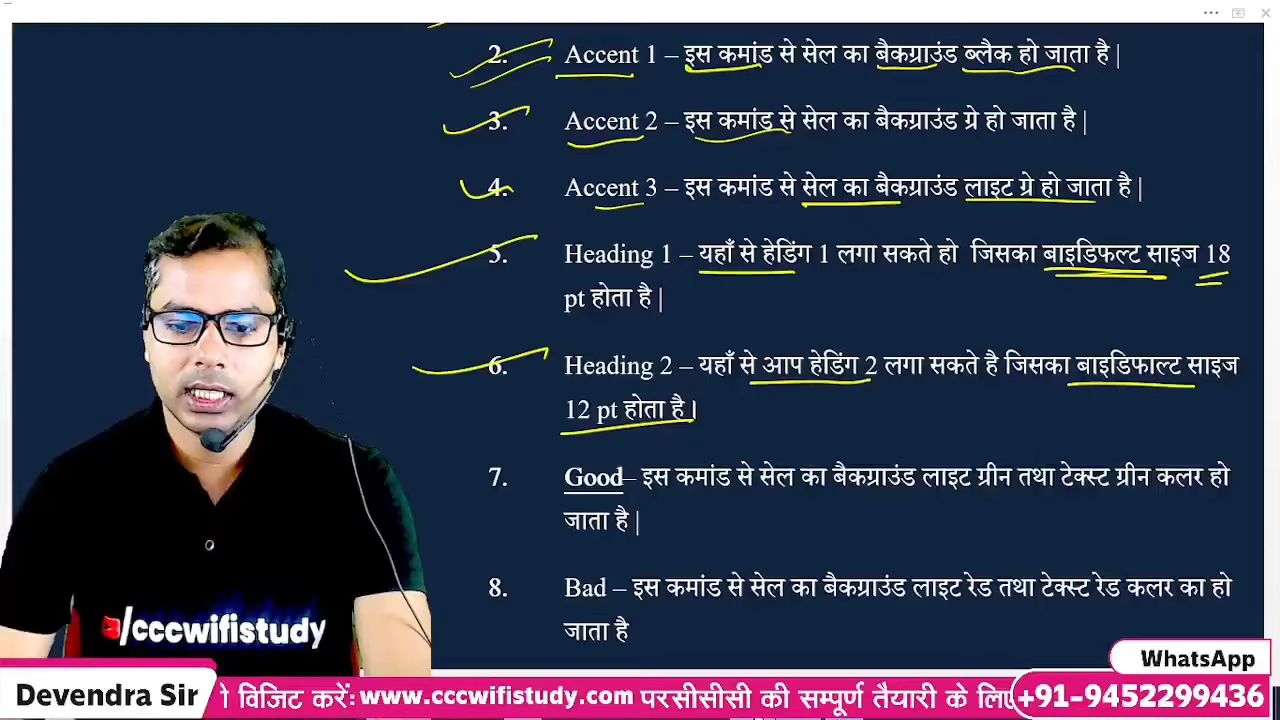 2. Accent 1 – इस कमांड से सेल का बैकग्राउंड ब्लैक हो जाता है |
3. Accent 2 – इस कमांड से सेल का बैकग्राउंड ग्रे हो जाता है |
4. Accent 3 – इस कमांड से सेल का बैकग्राउंड लाइट ग्रे हो जाता है |
5. Heading 1 – यहाँ से हेडिंग 1 लगा सकते हो जिसका बाइडिफल्ट साइज 18
pt होता है |
6. Heading 2 – यहाँ से आप हेडिंग 2 लगा सकते है जिसका बाइडिफाल्ट साइज
12 pt होता है।
7. Good– इस कमांड से सेल का बैकग्राउंड लाइट ग्रीन तथा टेक्स्ट ग्रीन कलर हो
जाता है |
8. Bad – इस कमांड से सेल का बैकग्राउंड लाइट रेड तथा टेक्स्ट रेड कलर का हो
जाता है
/cccwifistudy
WhatsApp
Devendra Sir
विजिट करें: www.cccwifistudy.com पर सीसीसी की सम्पूर्ण तैयारी के लिए
+91-9452299436